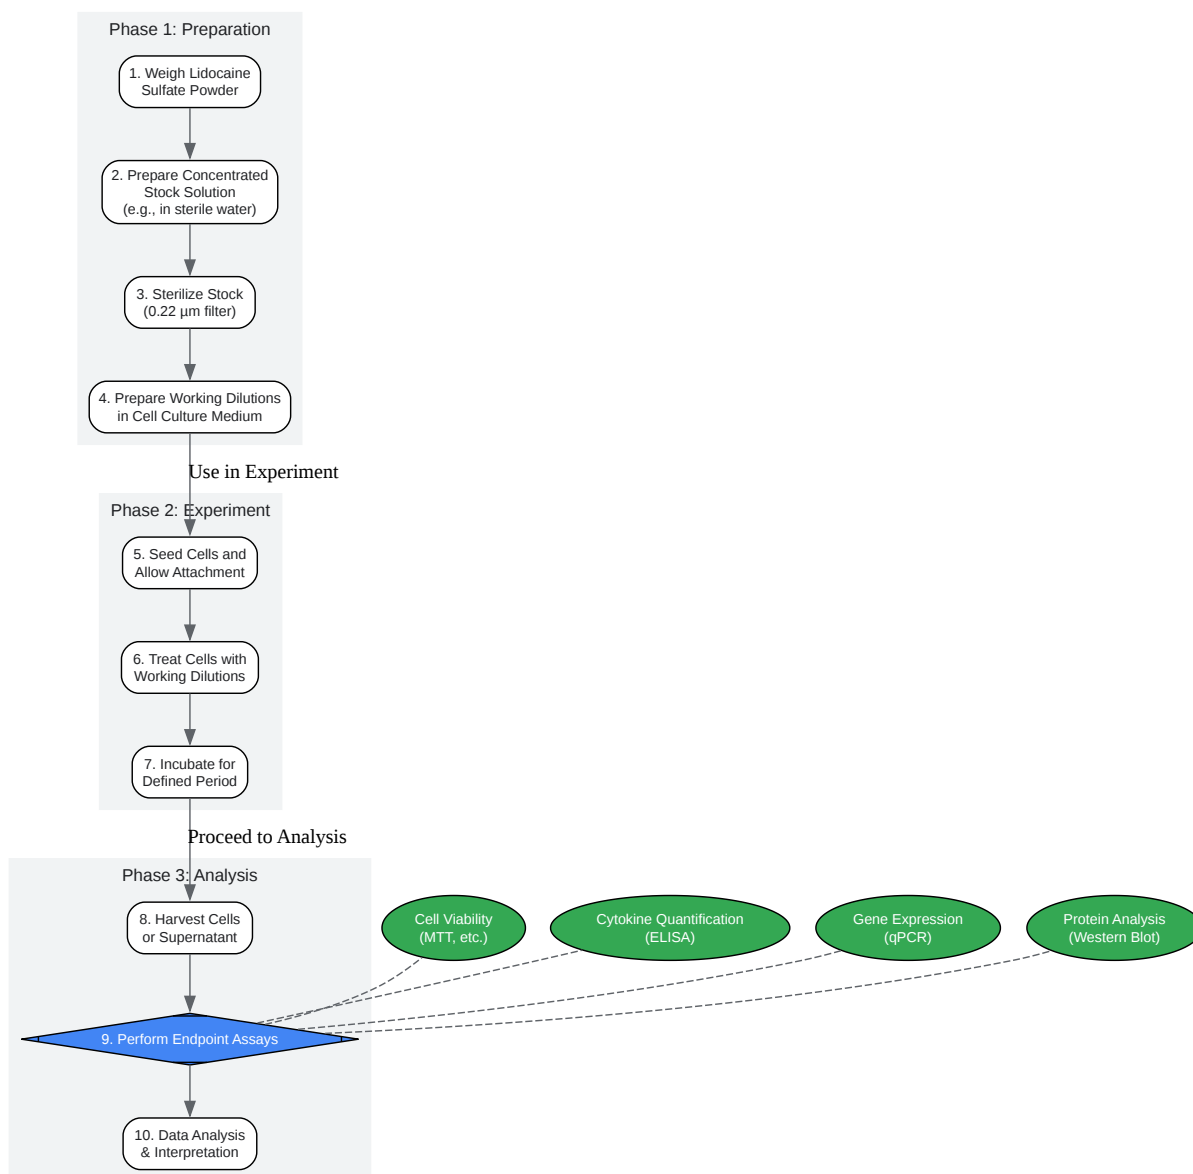 Phase 1: Preparation
1. Weigh Lidocaine
Sulfate Powder
2. Prepare Concentrated
Stock Solution
(e.g., in sterile water)
3. Sterilize Stock
(0.22 µm filter)
4. Prepare Working Dilutions
in Cell Culture Medium
Use in Experiment
Phase 2: Experiment
5. Seed Cells and
Allow Attachment
6. Treat Cells with
Working Dilutions
7. Incubate for
Defined Period
Proceed to Analysis
Phase 3: Analysis
8. Harvest Cells
or Supernatant
Cell Viability
(MTT, etc.)
Cytokine Quantification
(ELISA)
Gene Expression
(qPCR)
Protein Analysis
(Western Blot)
9. Perform Endpoint Assays
10. Data Analysis
& Interpretation